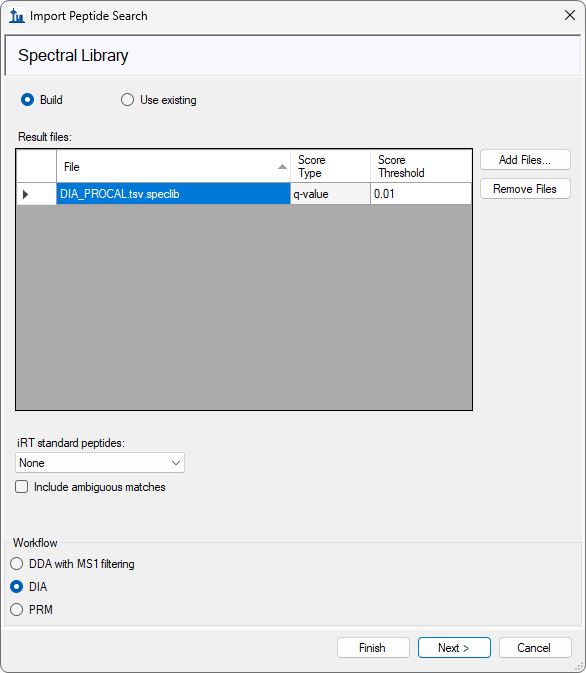 Import Peptide Search
Spectral Library
Build
Use existing
Result files:
File
Score
Type
Score
Threshold
DIA_PROCAL.tsv.speclib
q-value
0.01
Add Files...
Remove Files
iRT standard peptides:
None
Include ambiguous matches
Workflow
DDA with MS1 filtering
DIA
PRM
Finish
Next >
Cancel